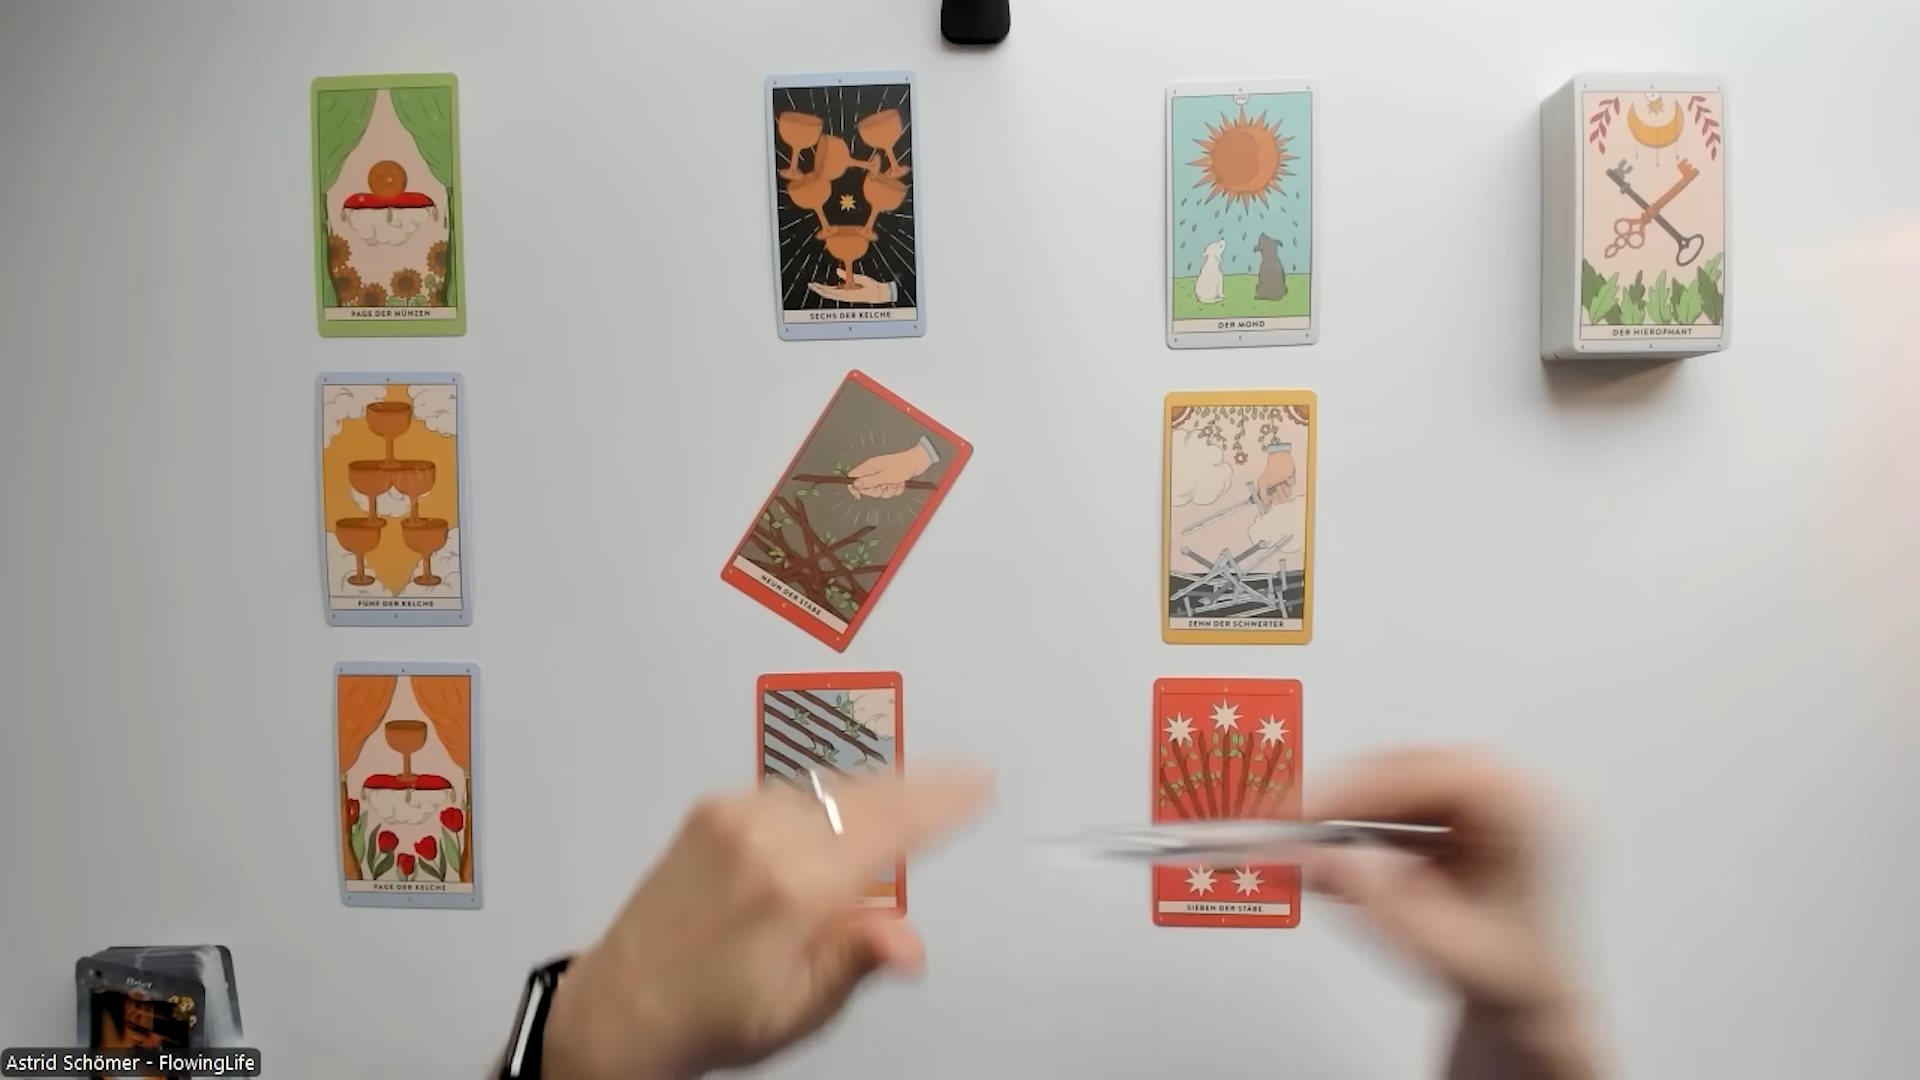 PAGE DER MÜNZEN
SECHS DER KELCHE
DER MOND
DER HIEROPHANT
FÜNF DER KELCHE
NEUN DER STÄBE
ZEHN DER SCHWERTER
PAGE DER KELCHE
SIEBEN DER STÄBE
Astrid Schömer - FlowingLife